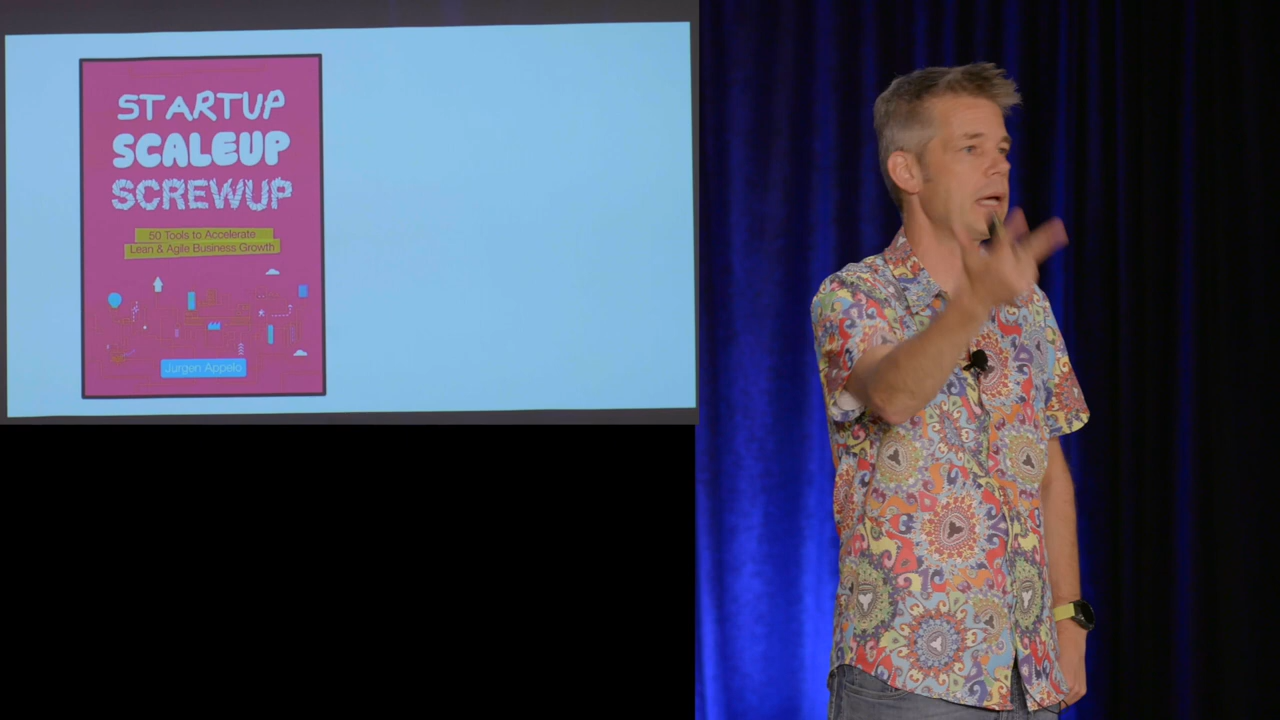 STARTUP
SCALEUP
SCREWUP
50 Tools to Accelerate
Lean & Agile Business Growth
Jurgen Appelo